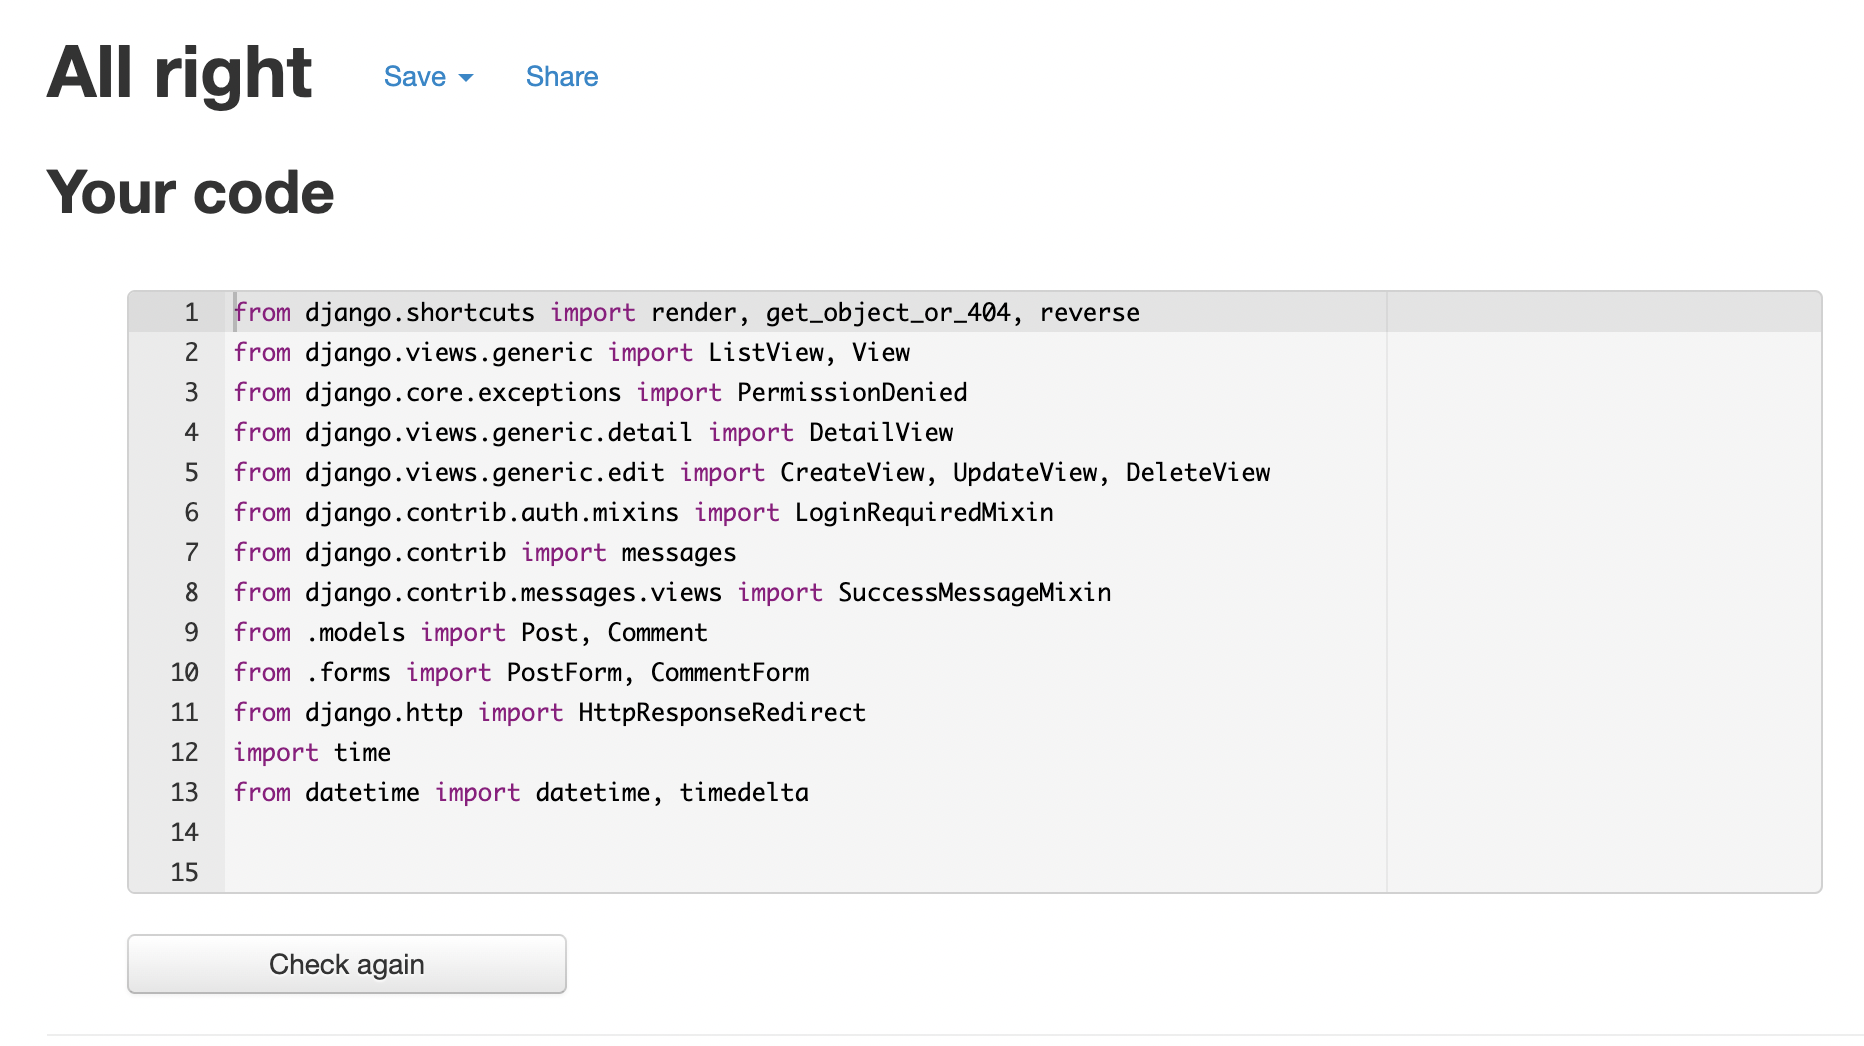 All right Save Share
Your code
1 from django.shortcuts import render, get_object_or_404, reverse
2 from django.views.generic import ListView, View
3 from django.core.exceptions import PermissionDenied
4 from django.views.generic.detail import DetailView
5 from django.views.generic.edit import CreateView, UpdateView, DeleteView
6 from django.contrib.auth.mixins import LoginRequiredMixin
7 from django.contrib import messages
8 from django.contrib.messages.views import SuccessMessageMixin
9 from .models import Post, Comment
10 from .forms import PostForm, CommentForm
11 from django.http import HttpResponseRedirect
12 import time
13 from datetime import datetime, timedelta
14
15
Check again